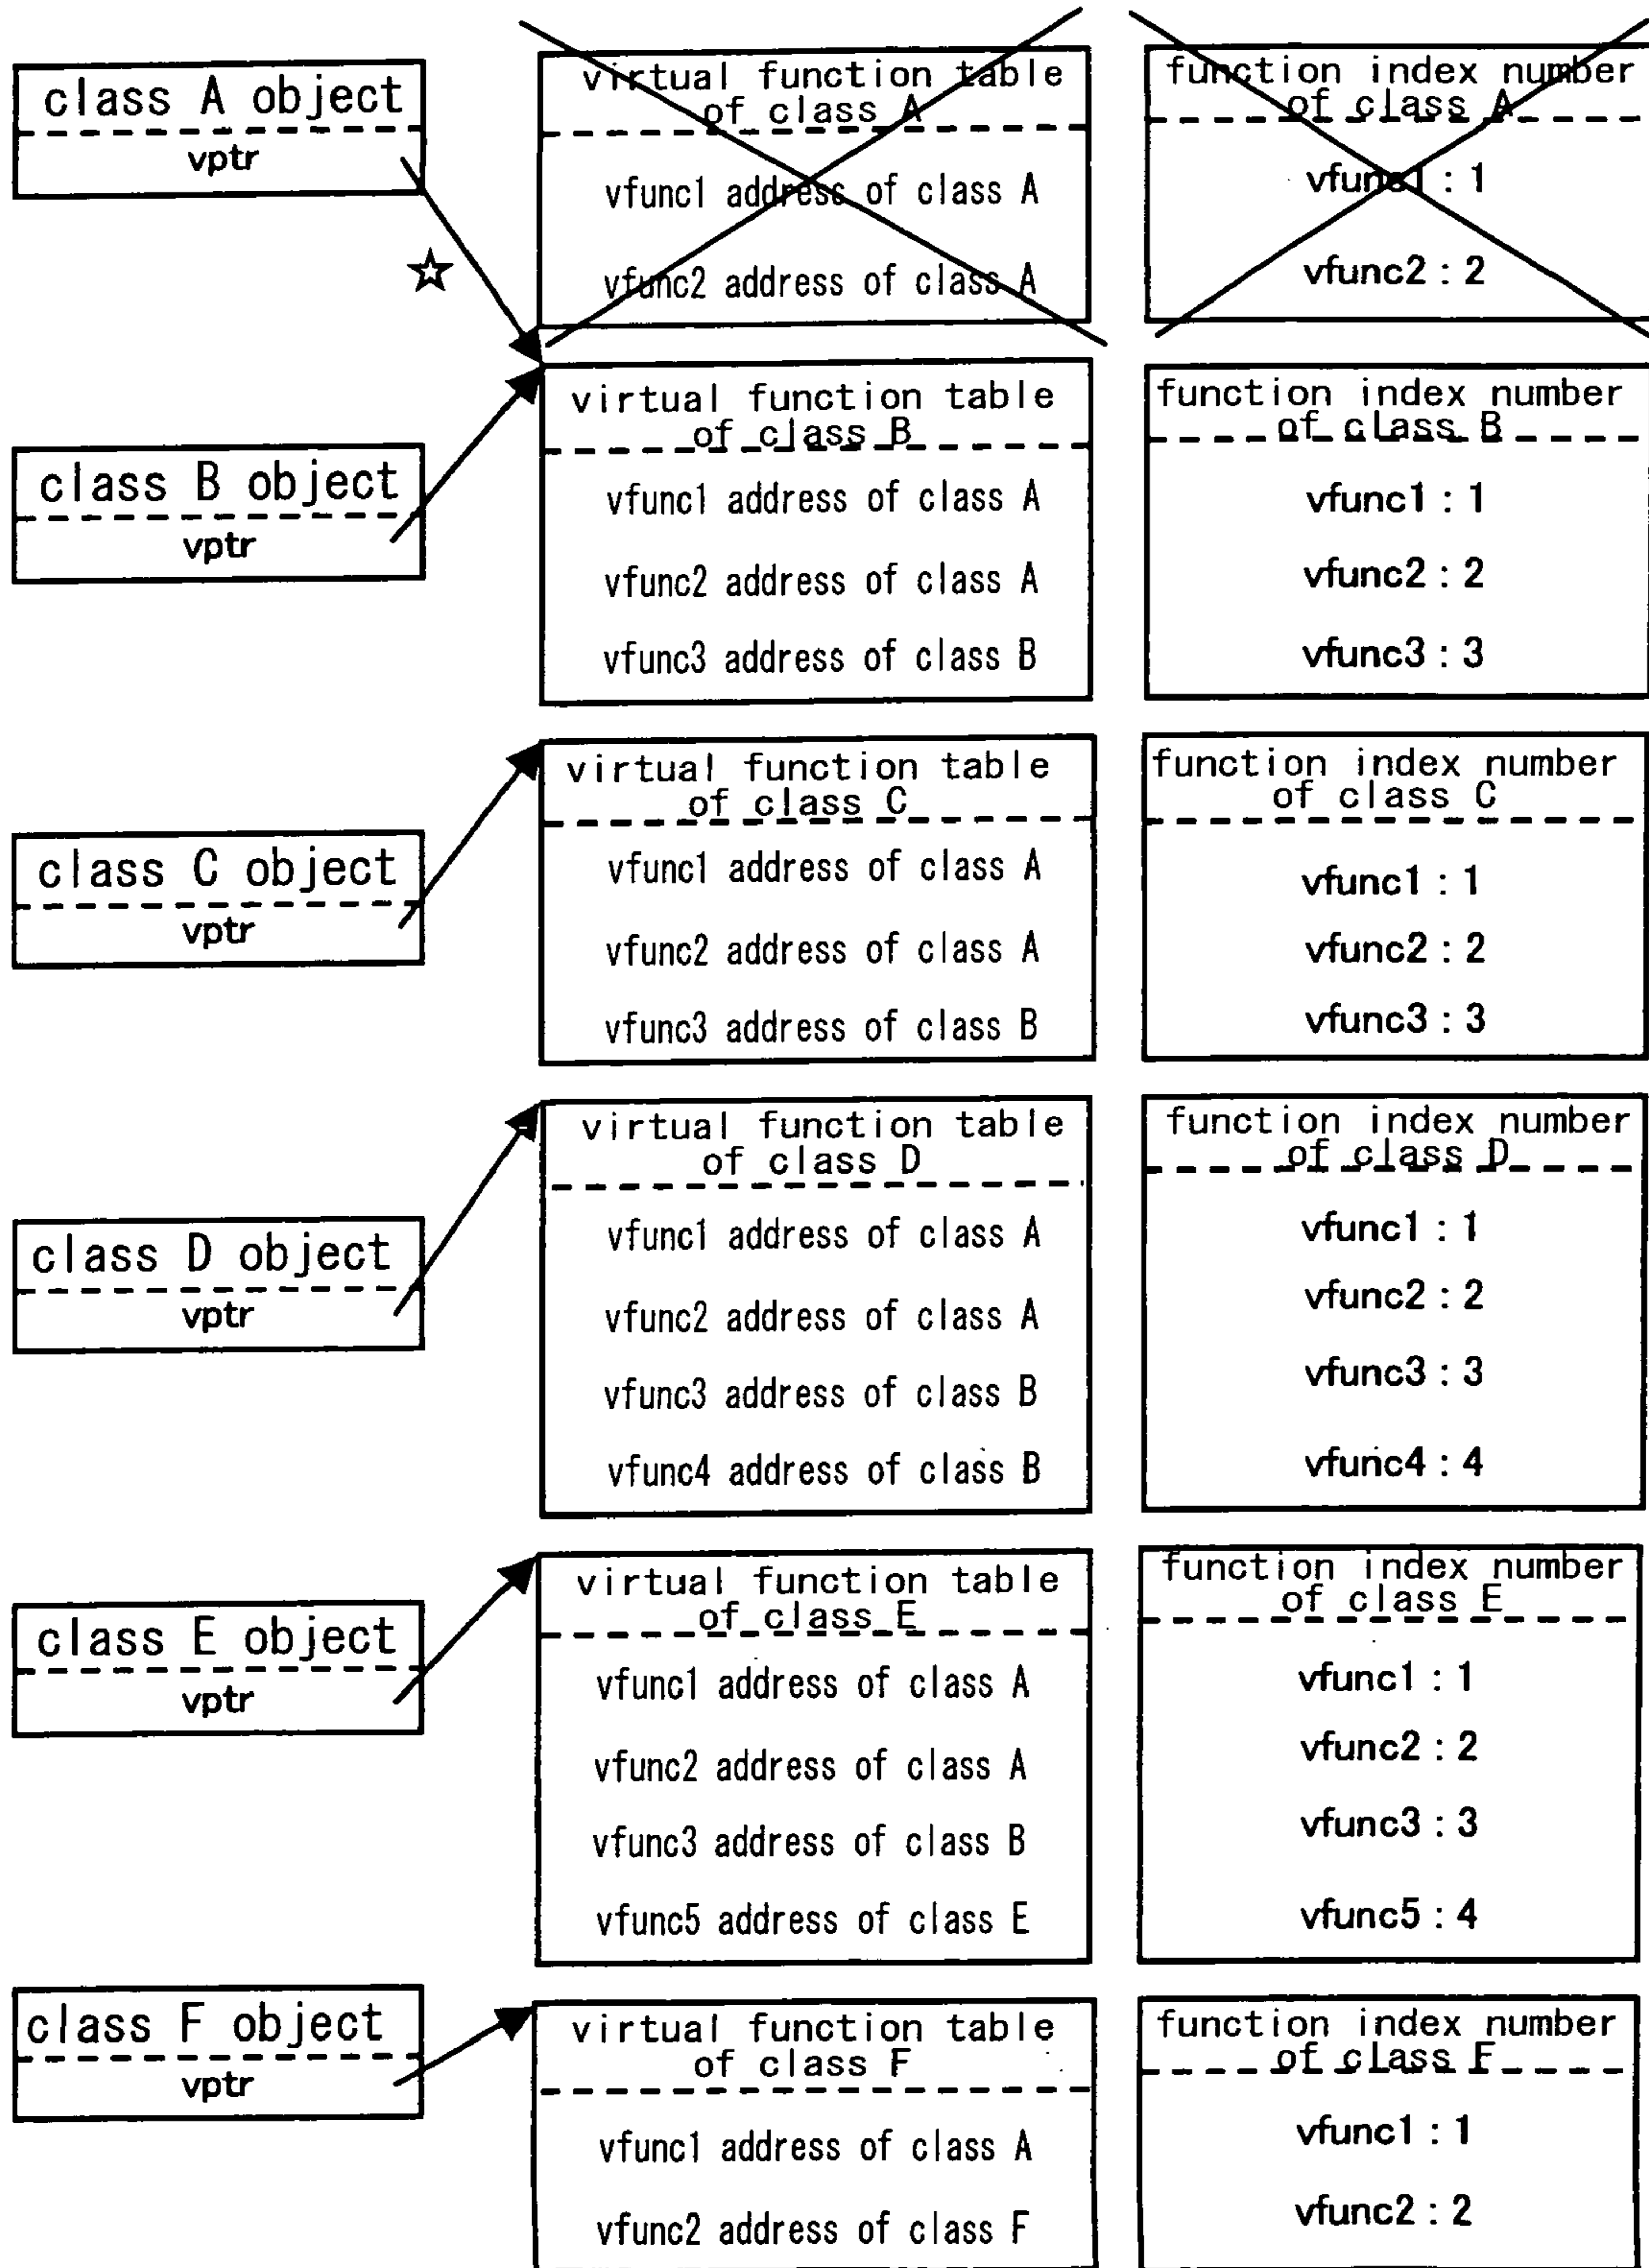 class A object
vptr
virtual function table
of class A
vfunc1 address of class A
vfunc2 address of class A
function index number
of class A
vfunc1 : 1
vfunc2 : 2
class B object
vptr
virtual function table
of class B
vfunc1 address of class A
vfunc2 address of class A
vfunc3 address of class B
function index number
of class B
vfunc1 : 1
vfunc2 : 2
vfunc3 : 3
class C object
vptr
virtual function table
of class C
vfunc1 address of class A
vfunc2 address of class A
vfunc3 address of class B
function index number
of class C
vfunc1 : 1
vfunc2 : 2
vfunc3 : 3
class D object
vptr
virtual function table
of class D
vfunc1 address of class A
vfunc2 address of class A
vfunc3 address of class B
vfunc4 address of class B
function index number
of class D
vfunc1 : 1
vfunc2 : 2
vfunc3 : 3
vfunc4 : 4
class E object
vptr
virtual function table
of class E
vfunc1 address of class A
vfunc2 address of class A
vfunc3 address of class B
vfunc5 address of class E
function index number
of class E
vfunc1 : 1
vfunc2 : 2
vfunc3 : 3
vfunc5 : 4
class F object
vptr
virtual function table
of class F
vfunc1 address of class A
vfunc2 address of class F
function index number
of class F
vfunc1 : 1
vfunc2 : 2